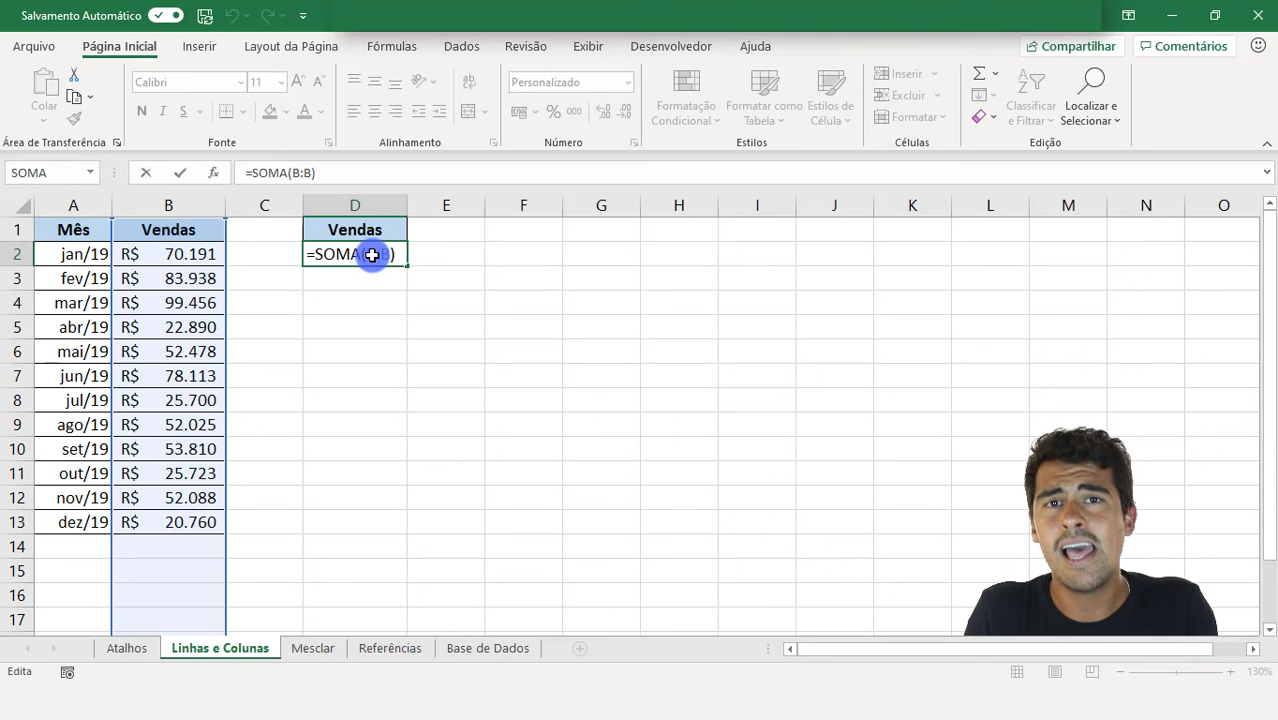 Salvamento Automático
Arquivo Página Inicial Inserir Layout da Página Fórmulas Dados Revisão Exibir Desenvolvedor Ajuda Compartilhar Comentários
Colar
Área de Transferência
Calibri 11
N I S
Fonte
Alinhamento
Personalizado
% 000
Número
Formatação Condicional
Formatar como Tabela
Estilos de Célula
Estilos
Inserir
Excluir
Formatar
Células
Classificar e Filtrar
Localizar e Selecionar
Edição
SOMA fx =SOMA(B:B)
A B C D E F G H I J K L M N O
1 Mês Vendas Vendas
2 jan/19 R$ 70.191 =SOMA( B)
3 fev/19 R$ 83.938
4 mar/19 R$ 99.456
5 abr/19 R$ 22.890
6 mai/19 R$ 52.478
7 jun/19 R$ 78.113
8 jul/19 R$ 25.700
9 ago/19 R$ 52.025
10 set/19 R$ 53.810
11 out/19 R$ 25.723
12 nov/19 R$ 52.088
13 dez/19 R$ 20.760
14
15
16
17
Atalhos Linhas e Colunas Mesclar Referências Base de Dados
Edita 130%